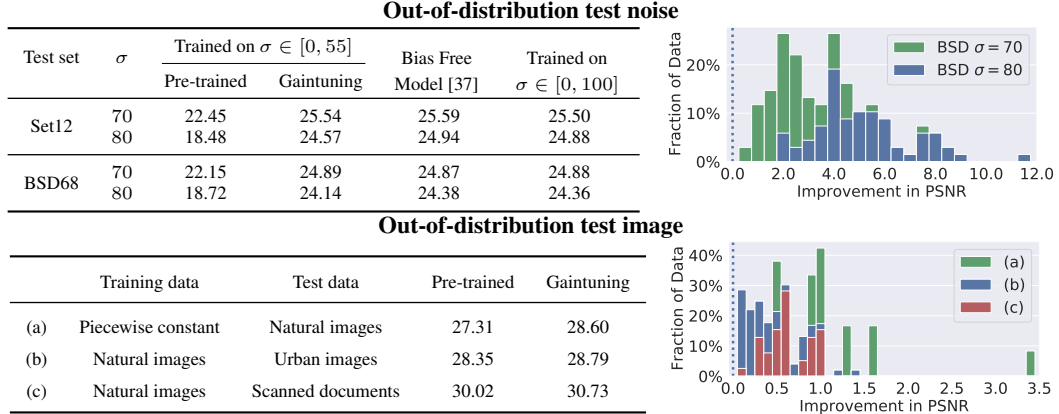 Out-of-distribution test noise
Test set σ Trained on σ ∈ [0, 55] Bias Free Model [37] Trained on σ ∈ [0, 100]
Pre-trained Gaintuning
Set12 70 22.45 25.54 25.59 25.50
80 18.48 24.57 24.94 24.88
BSD68 70 22.15 24.89 24.87 24.88
80 18.72 24.14 24.38 24.36
Fraction of Data
20%
10%
0%
BSD σ = 70
BSD σ = 80
0.0 2.0 4.0 6.0 8.0 10.0 12.0
Improvement in PSNR
Out-of-distribution test image
Training data Test data Pre-trained Gaintuning
(a) Piecewise constant Natural images 27.31 28.60
(b) Natural images Urban images 28.35 28.79
(c) Natural images Scanned documents 30.02 30.73
Fraction of Data
40%
30%
20%
10%
0%
(a)
(b)
(c)
0.0 0.5 1.0 1.5 2.0 2.5 3.0 3.5
Improvement in PSNR